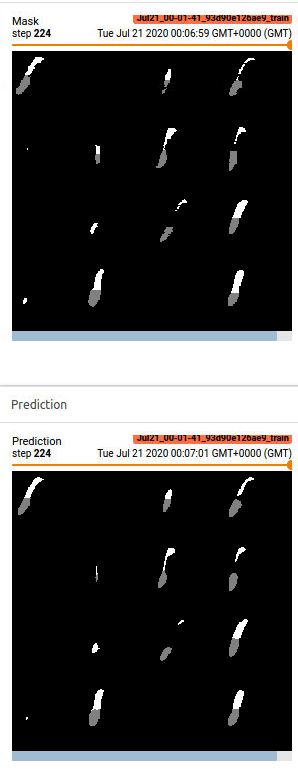 Mask
Jul21_00-01-41_93d90e12bae9_train
step 224
Tue Jul 21 2020 00:06:59 GMT+0000 (GMT)
Prediction
Prediction
Jul21_00-01-41_93d90e12bae9_train
step 224
Tue Jul 21 2020 00:07:01 GMT+0000 (GMT)